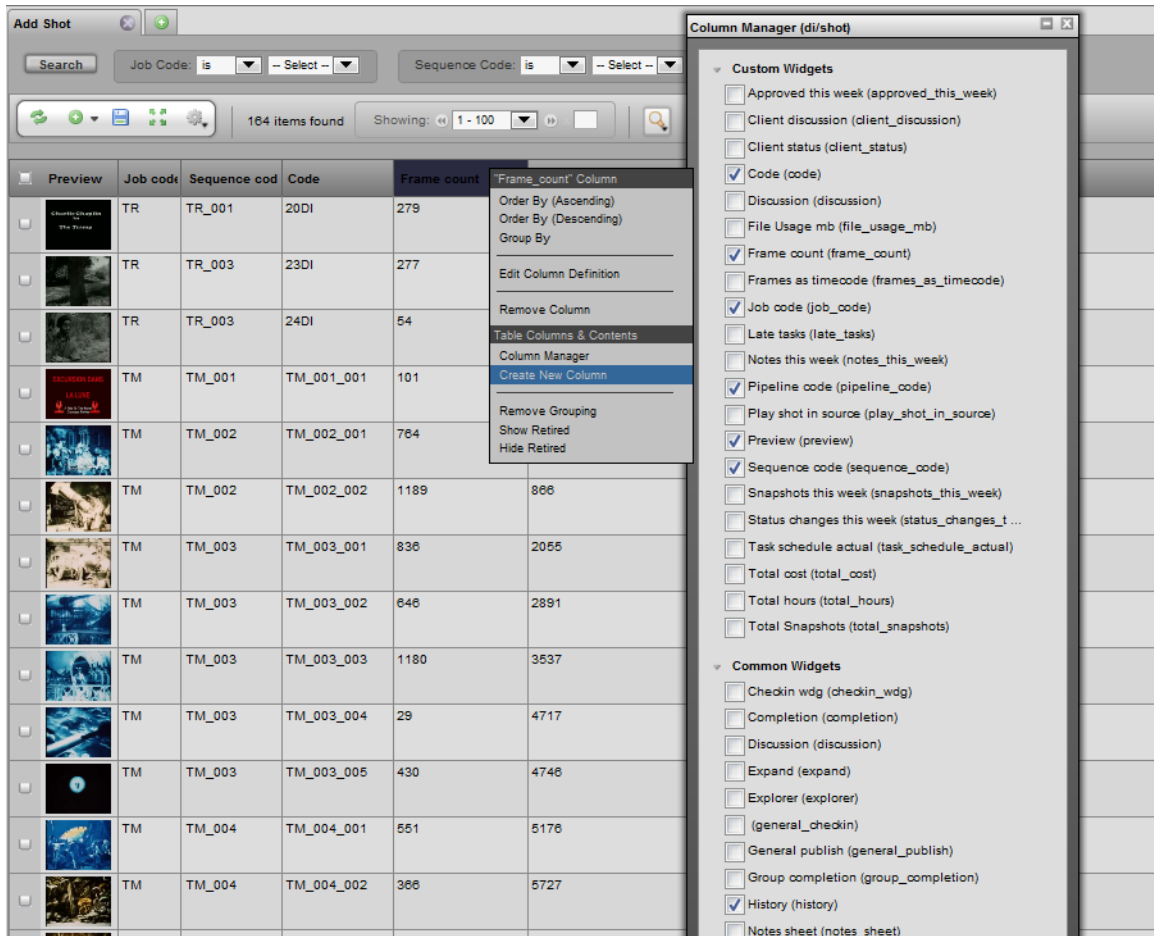 Add Shot
Column Manager (di/shot)
Search Job Code: is -- Select -- Sequence Code: is -- Select --
164 items found Showing: 1 - 100
Preview Job code Sequence cod Code Frame count
TR TR_001 20DI 279
TR TR_003 23DI 277
TR TR_003 24DI 54
TM TM_001 TM_001_001 101
TM TM_002 TM_002_001 764
TM TM_002 TM_002_002 1189 866
TM TM_003 TM_003_001 836 2055
TM TM_003 TM_003_002 646 2891
TM TM_003 TM_003_003 1180 3537
TM TM_003 TM_003_004 29 4717
TM TM_003 TM_003_005 430 4746
TM TM_004 TM_004_001 551 5176
TM TM_004 TM_004_002 366 5727
Charlie Chaplin
in
The Tramp
EXCURSION DANS
LA LUNE
"Frame_count" Column
Order By (Ascending)
Order By (Descending)
Group By
Edit Column Definition
Remove Column
Table Columns & Contents
Column Manager
Create New Column
Remove Grouping
Show Retired
Hide Retired
Custom Widgets
Approved this week (approved_this_week)
Client discussion (client_discussion)
Client status (client_status)
Code (code)
Discussion (discussion)
File Usage mb (file_usage_mb)
Frame count (frame_count)
Frames as timecode (frames_as_timecode)
Job code (job_code)
Late tasks (late_tasks)
Notes this week (notes_this_week)
Pipeline code (pipeline_code)
Play shot in source (play_shot_in_source)
Preview (preview)
Sequence code (sequence_code)
Snapshots this week (snapshots_this_week)
Status changes this week (status_changes_t ...
Task schedule actual (task_schedule_actual)
Total cost (total_cost)
Total hours (total_hours)
Total Snapshots (total_snapshots)
Common Widgets
Checkin wdg (checkin_wdg)
Completion (completion)
Discussion (discussion)
Expand (expand)
Explorer (explorer)
(general_checkin)
General publish (general_publish)
Group completion (group_completion)
History (history)
Notes sheet (notes_sheet)